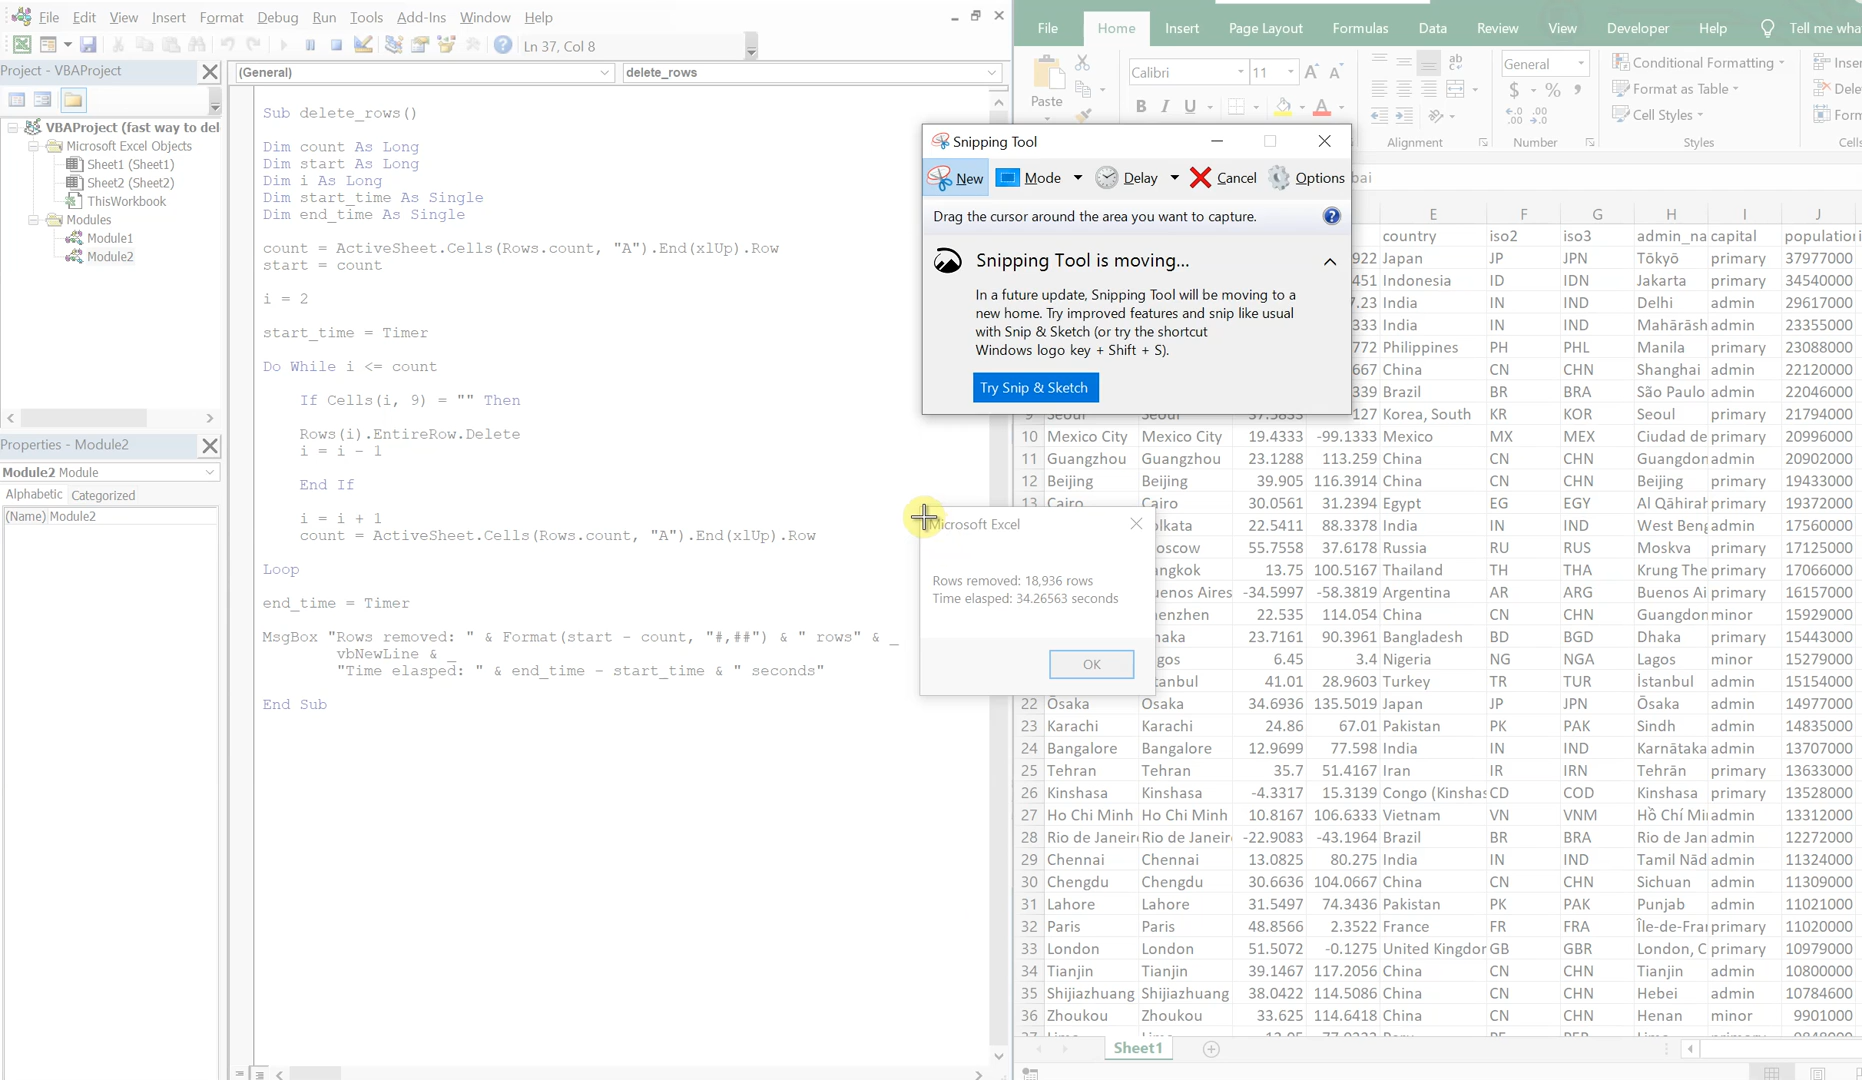 File Edit View Insert Format Debug Run Tools Add-Ins Window Help
Ln 37, Col 8
Project - VBAProject
VBAProject (fast way to del
Microsoft Excel Objects
Sheet1 (Sheet1)
Sheet2 (Sheet2)
ThisWorkbook
Modules
Module1
Module2
Properties - Module2
Module2 Module
Alphabetic Categorized
(Name) Module2
(General) delete_rows
Sub delete_rows()
Dim count As Long
Dim start As Long
Dim i As Long
Dim start_time As Single
Dim end_time As Single
count = ActiveSheet.Cells(Rows.count, "A").End(xlUp).Row
start = count
i = 2
start_time = Timer
Do While i <= count
If Cells(i, 9) = "" Then
Rows(i).EntireRow.Delete
i = i - 1
End If
i = i + 1
count = ActiveSheet.Cells(Rows.count, "A").End(xlUp).Row
Loop
end_time = Timer
MsgBox "Rows removed: " & Format(start - count, "#,##") & " rows" & _
vbNewLine & _
"Time elasped: " & end_time - start_time & " seconds"
End Sub
File Home Insert Page Layout Formulas Data Review View Developer Help Tell me wha
Paste
Calibri 11
B I U
General
$ % ,
Conditional Formatting
Format as Table
Cell Styles
Inser
Dele
Form
Alignment Number Styles Cells
Snipping Tool
New Mode Delay Cancel Options
Drag the cursor around the area you want to capture.
Snipping Tool is moving...
In a future update, Snipping Tool will be moving to a
new home. Try improved features and snip like usual
with Snip & Sketch (or try the shortcut
Windows logo key + Shift + S).
Try Snip & Sketch
Microsoft Excel
Rows removed: 18,936 rows
Time elasped: 34.26563 seconds
OK
bai
E F G H I J
country iso2 iso3 admin_na capital population
922 Japan JP JPN Tōkyō primary 37977000
451 Indonesia ID IDN Jakarta primary 34540000
7.23 India IN IND Delhi admin 29617000
333 India IN IND Mahārāsh admin 23355000
772 Philippines PH PHL Manila primary 23088000
667 China CN CHN Shanghai admin 22120000
339 Brazil BR BRA São Paulo admin 22046000
9 Seoul Seoul 37.5833 127 Korea, South KR KOR Seoul primary 21794000
10 Mexico City Mexico City 19.4333 -99.1333 Mexico MX MEX Ciudad de primary 20996000
11 Guangzhou Guangzhou 23.1288 113.259 China CN CHN Guangdon admin 20902000
12 Beijing Beijing 39.905 116.3914 China CN CHN Beijing primary 19433000
13 Cairo Cairo 30.0561 31.2394 Egypt EG EGY Al Qāhirah primary 19372000
olkata 22.5411 88.3378 India IN IND West Beng admin 17560000
oscow 55.7558 37.6178 Russia RU RUS Moskva primary 17125000
angkok 13.75 100.5167 Thailand TH THA Krung The primary 17066000
uenos Aires -34.5997 -58.3819 Argentina AR ARG Buenos Ai primary 16157000
enzhen 22.535 114.054 China CN CHN Guangdon minor 15929000
naka 23.7161 90.3961 Bangladesh BD BGD Dhaka primary 15443000
gos 6.45 3.4 Nigeria NG NGA Lagos minor 15279000
tanbul 41.01 28.9603 Turkey TR TUR İstanbul admin 15154000
22 Ōsaka Ōsaka 34.6936 135.5019 Japan JP JPN Ōsaka admin 14977000
23 Karachi Karachi 24.86 67.01 Pakistan PK PAK Sindh admin 14835000
24 Bangalore Bangalore 12.9699 77.598 India IN IND Karnātaka admin 13707000
25 Tehran Tehran 35.7 51.4167 Iran IR IRN Tehrān primary 13633000
26 Kinshasa Kinshasa -4.3317 15.3139 Congo (Kinshas CD COD Kinshasa primary 13528000
27 Ho Chi Minh Ho Chi Minh 10.8167 106.6333 Vietnam VN VNM Hồ Chí Mi admin 13312000
28 Rio de Janeir Rio de Janeir -22.9083 -43.1964 Brazil BR BRA Rio de Jan admin 12272000
29 Chennai Chennai 13.0825 80.275 India IN IND Tamil Nād admin 11324000
30 Chengdu Chengdu 30.6636 104.0667 China CN CHN Sichuan admin 11309000
31 Lahore Lahore 31.5497 74.3436 Pakistan PK PAK Punjab admin 11021000
32 Paris Paris 48.8566 2.3522 France FR FRA Île-de-Fra primary 11020000
33 London London 51.5072 -0.1275 United Kingdor GB GBR London, C primary 10979000
34 Tianjin Tianjin 39.1467 117.2056 China CN CHN Tianjin admin 10800000
35 Shijiazhuang Shijiazhuang 38.0422 114.5086 China CN CHN Hebei admin 10784600
36 Zhoukou Zhoukou 33.625 114.6418 China CN CHN Henan minor 9901000
Sheet1